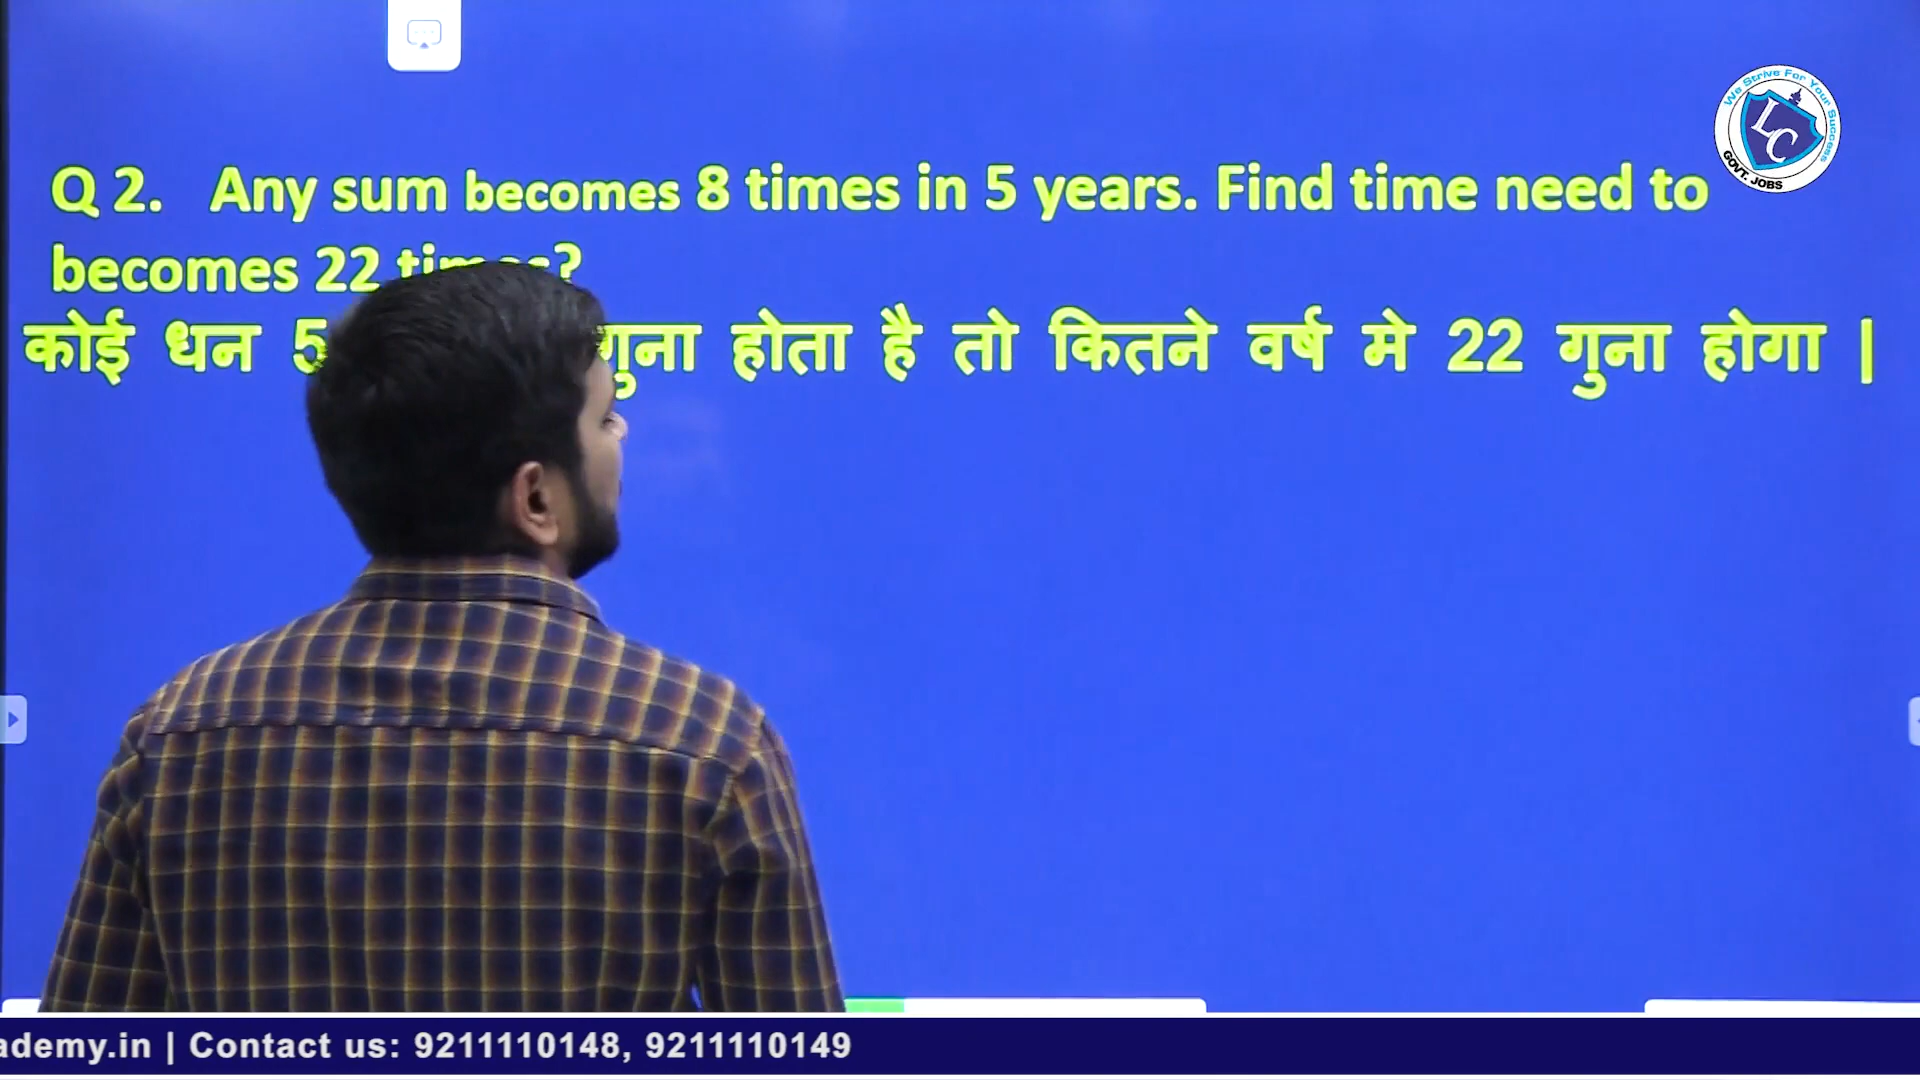 We Strive For Your Success
LC
GOVT. JOBS
Q 2. Any sum becomes 8 times in 5 years. Find time need to
becomes 22 times?
कोई धन 5 गुना होता है तो कितने वर्ष मे 22 गुना होगा |
ademy.in | Contact us: 9211110148, 9211110149